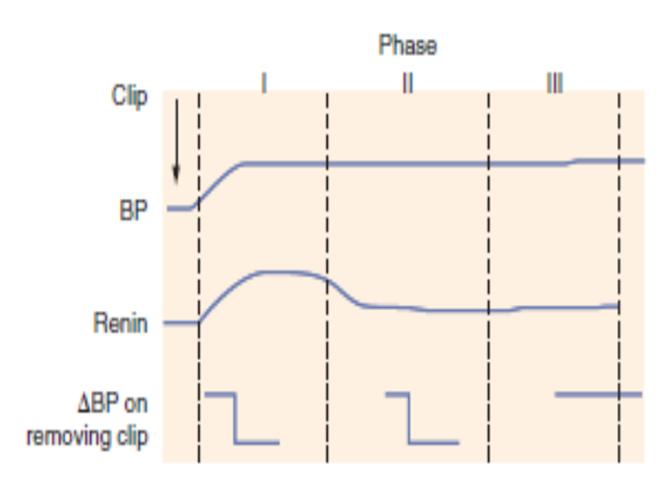 Phase
I
II
III
Clip
BP
Renin
ΔBP on
removing clip